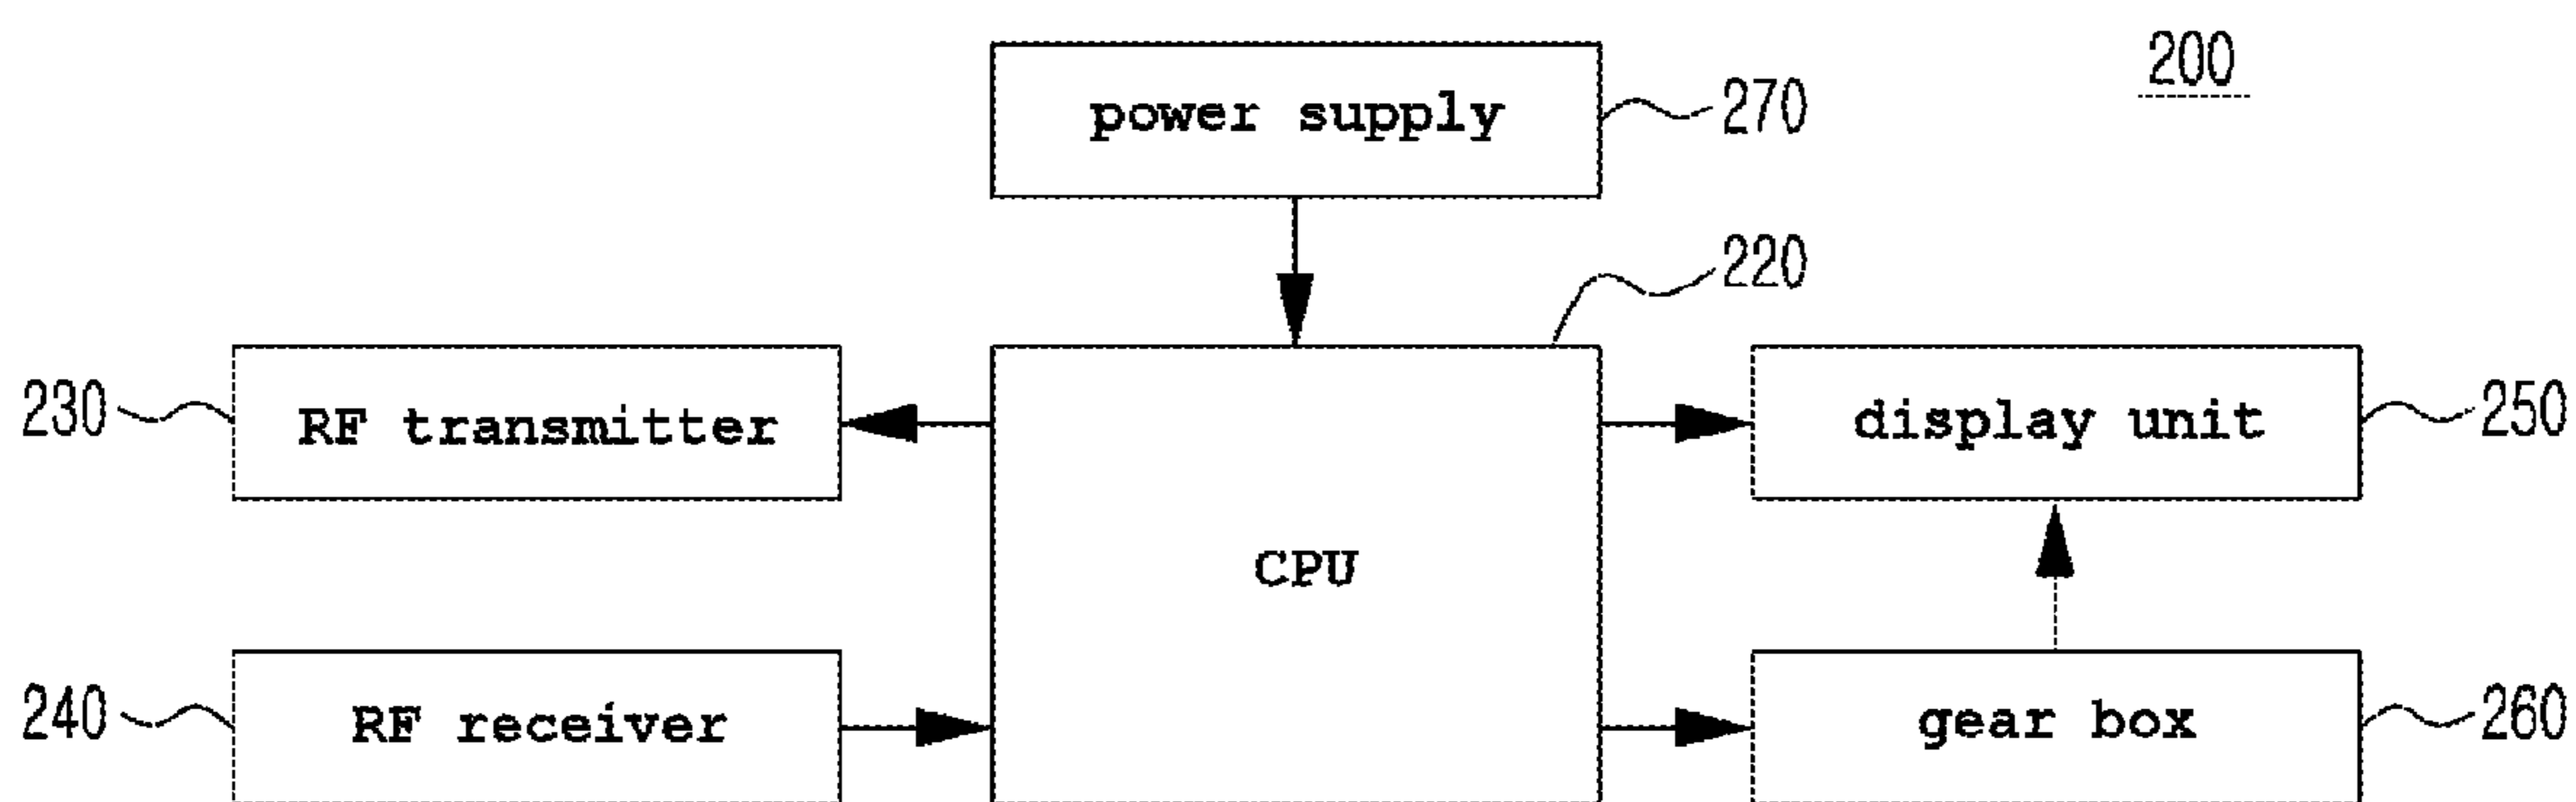 200
power supply
270
220
230
RF transmitter
display unit
250
CPU
240
RF receiver
gear box
260